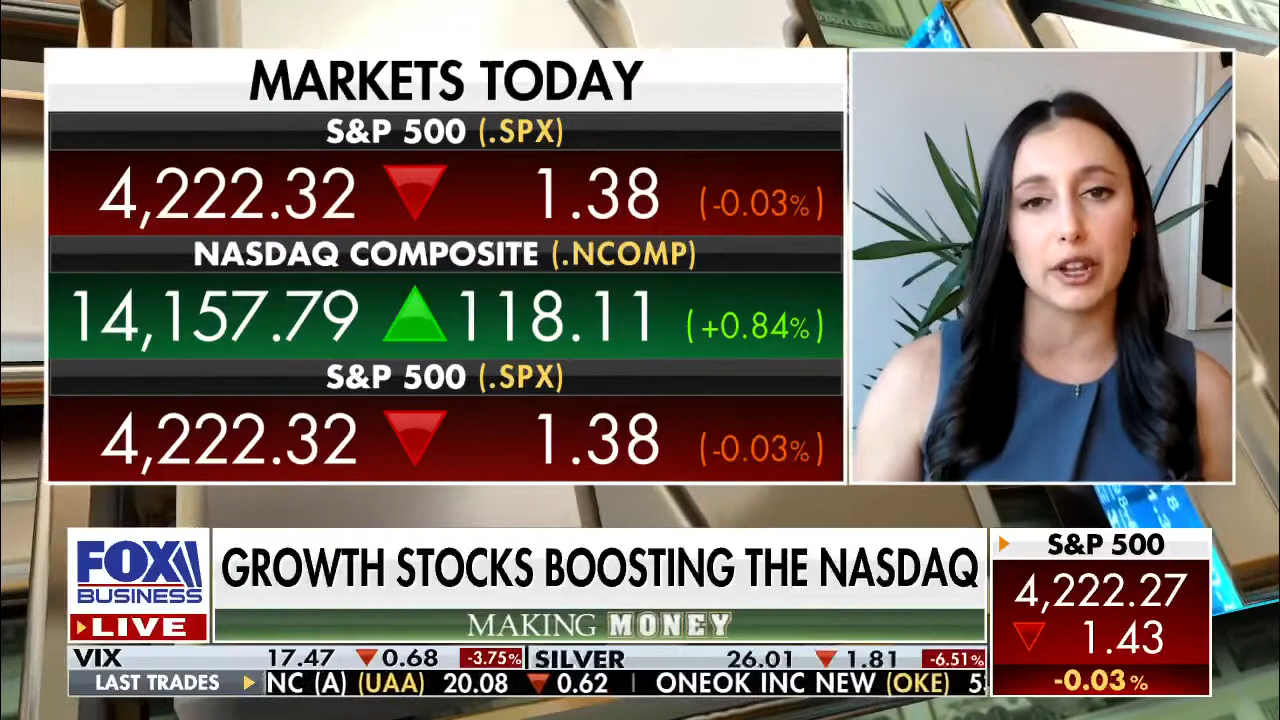 MARKETS TODAY
S&P 500 (.SPX)
4,222.32 ▼ 1.38 (-0.03%)
NASDAQ COMPOSITE (.NCOMP)
14,157.79 ▲ 118.11 (+0.84%)
S&P 500 (.SPX)
4,222.32 ▼ 1.38 (-0.03%)
FOX
BUSINESS
LIVE
GROWTH STOCKS BOOSTING THE NASDAQ
MAKING MONEY
S&P 500
4,222.27
▼ 1.43
-0.03%
VIX 17.47 ▼ 0.68 -3.75% SILVER 26.01 ▼ 1.81 -6.51%
LAST TRADES NC (A) (UAA) 20.08 ▼ 0.62 | ONEOK INC NEW (OKE)